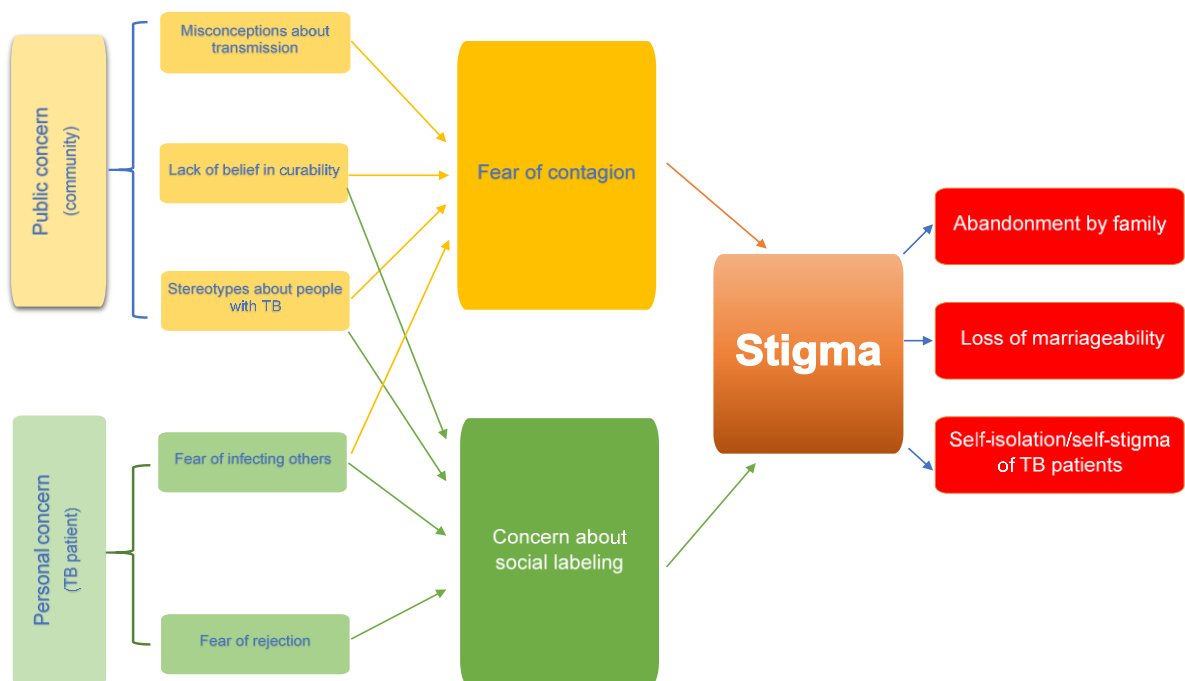 Public concern
(community)
Misconceptions about
transmission
Lack of belief in curability
Stereotypes about people
with TB
Personal concern
(TB patient)
Fear of infecting others
Fear of rejection
Fear of contagion
Concern about
social labeling
Stigma
Abandonment by family
Loss of marriageability
Self-isolation/self-stigma
of TB patients